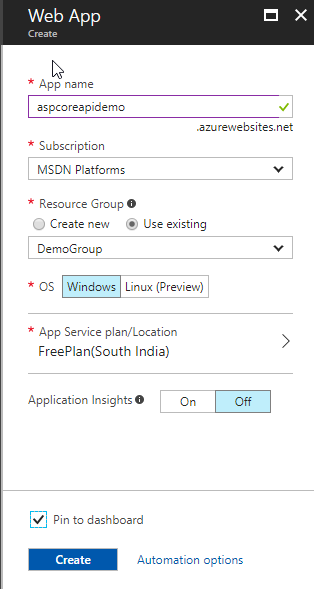 Web App
Create
* App name
aspcoreapidemo
.azurewebsites.net
* Subscription
MSDN Platforms
* Resource Group
Create new Use existing
DemoGroup
* OS Windows Linux (Preview)
* App Service plan/Location
FreePlan(South India)
Application Insights On Off
Pin to dashboard
Create Automation options